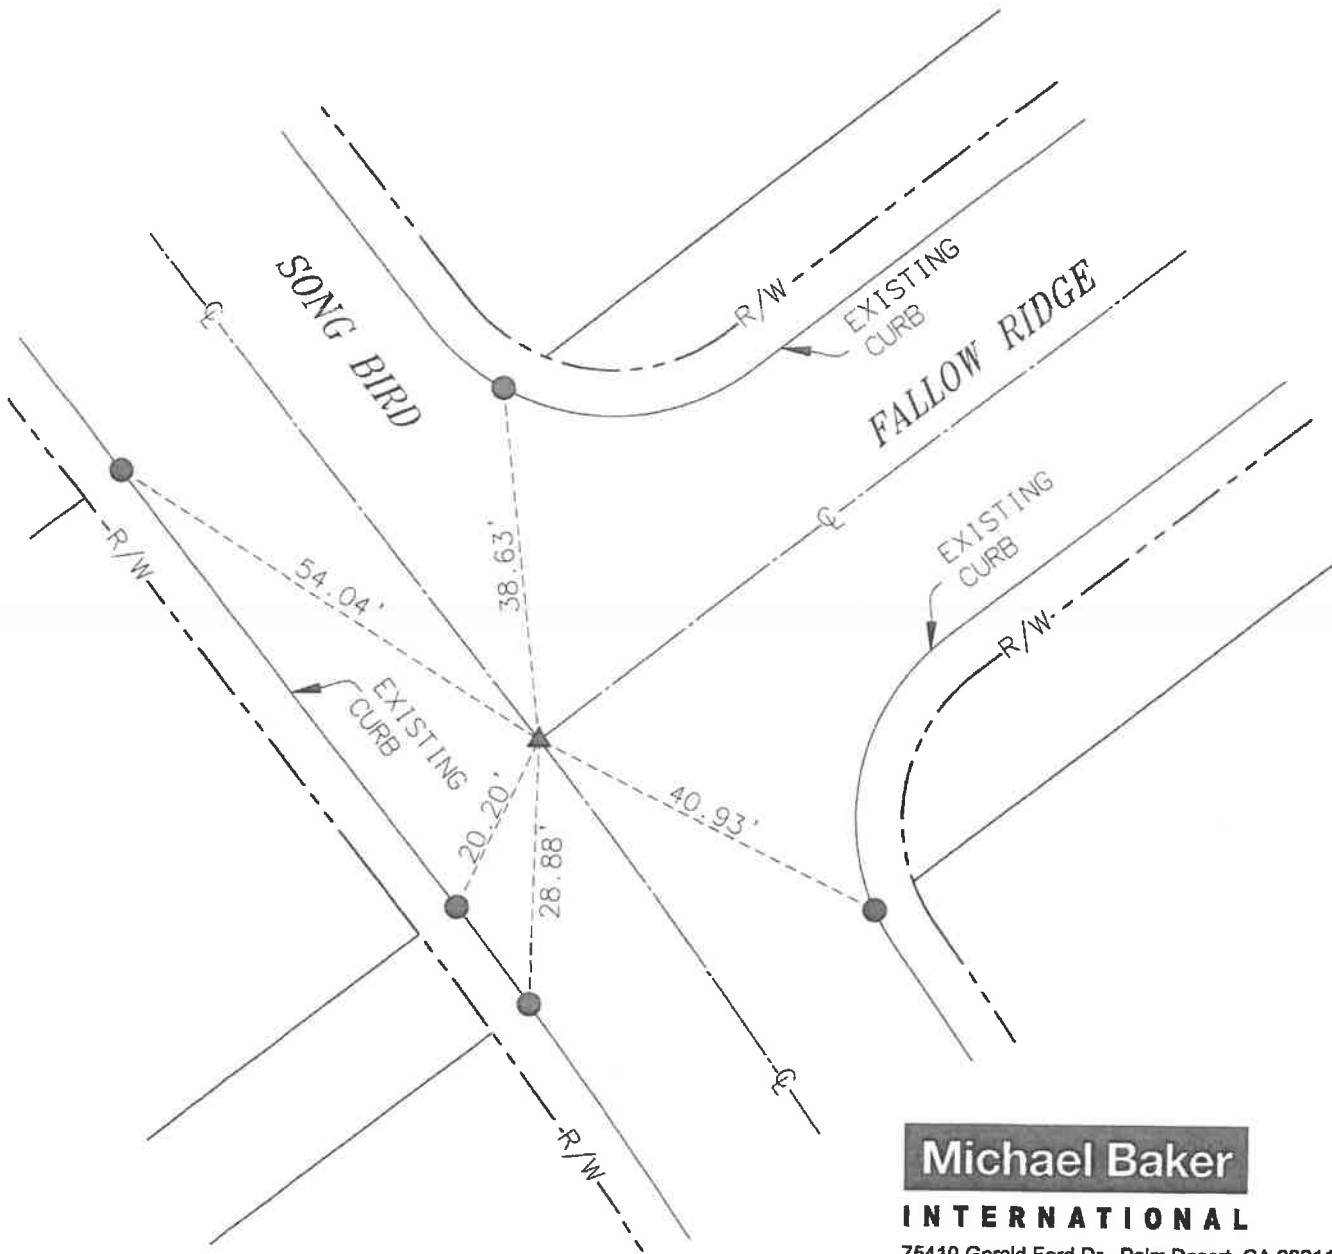 SONG BIRD
FALLOW RIDGE
℄
R/W
EXISTING
CURB
℄
EXISTING
CURB
R/W
R/W
54.04'
38.63'
EXISTING
CURB
20.20'
28.88'
40.93'
℄
R/W
Michael Baker
INTERNATIONAL